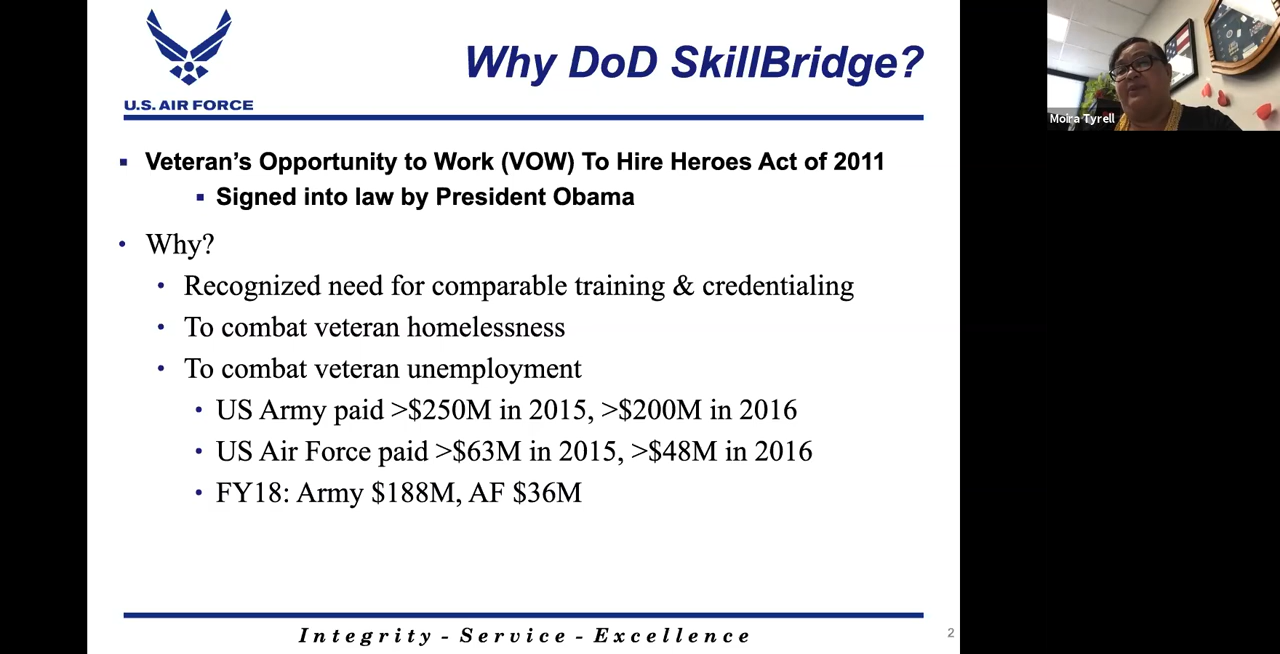 U.S. AIR FORCE
Why DoD SkillBridge?
Moira Tyrell
▪ Veteran’s Opportunity to Work (VOW) To Hire Heroes Act of 2011
▪ Signed into law by President Obama
• Why?
• Recognized need for comparable training & credentialing
• To combat veteran homelessness
• To combat veteran unemployment
• US Army paid >$250M in 2015, >$200M in 2016
• US Air Force paid >$63M in 2015, >$48M in 2016
• FY18: Army $188M, AF $36M
Integrity - Service - Excellence
2